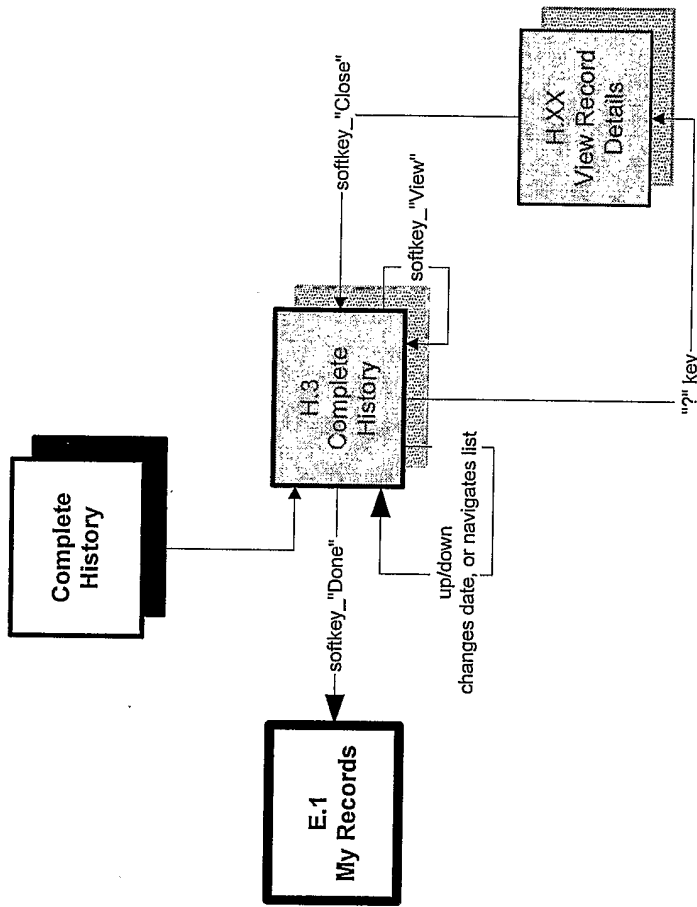 Complete
History
E.1
My Records
softkey_"Done"
H.3
Complete
History
softkey_"Close"
softkey_"View"
up/down
changes date, or navigates list
"?" key
H.XX
View Record
Details